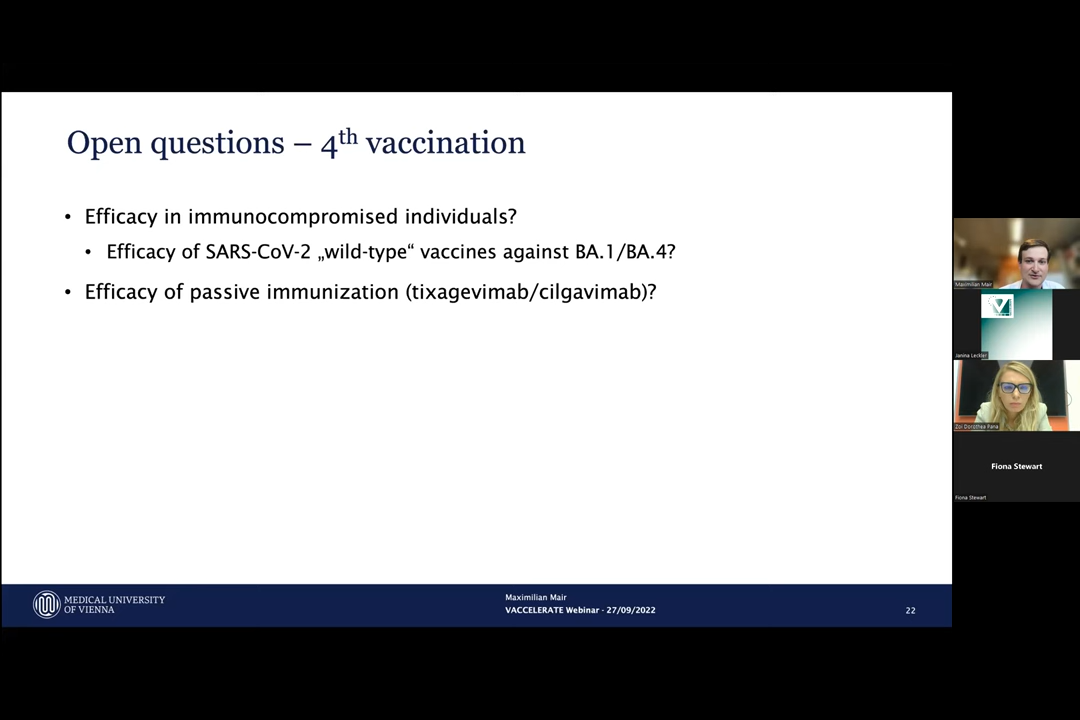 Open questions – 4th vaccination
• Efficacy in immunocompromised individuals?
• Efficacy of SARS-CoV-2 „wild-type“ vaccines against BA.1/BA.4?
• Efficacy of passive immunization (tixagevimab/cilgavimab)?
MEDICAL UNIVERSITY
OF VIENNA
Maximilian Mair
VACCELERATE Webinar - 27/09/2022
22
Maximilian Mair
Janina Leckler
Zoi Dorothea Pana
Fiona Stewart
Fiona Stewart